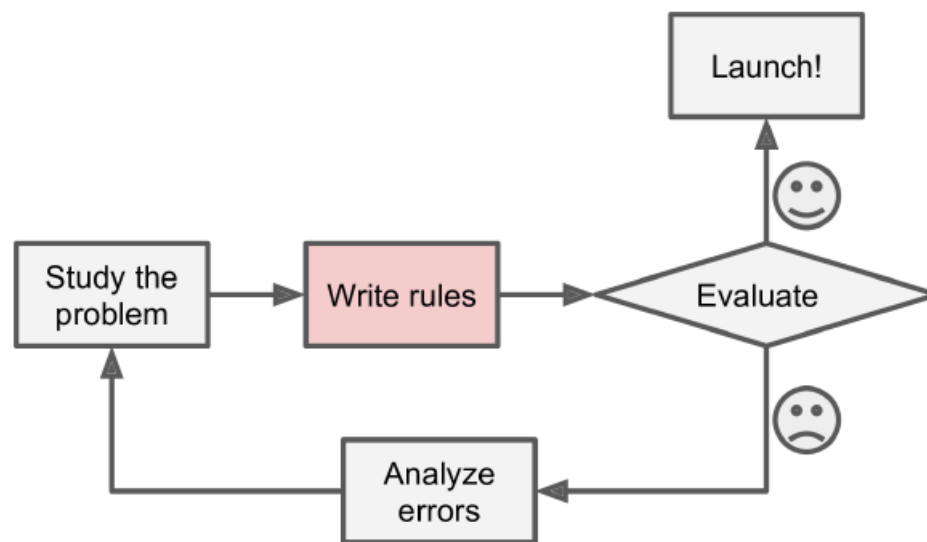 Launch!
Study the
problem
Write rules
Evaluate
Analyze
errors